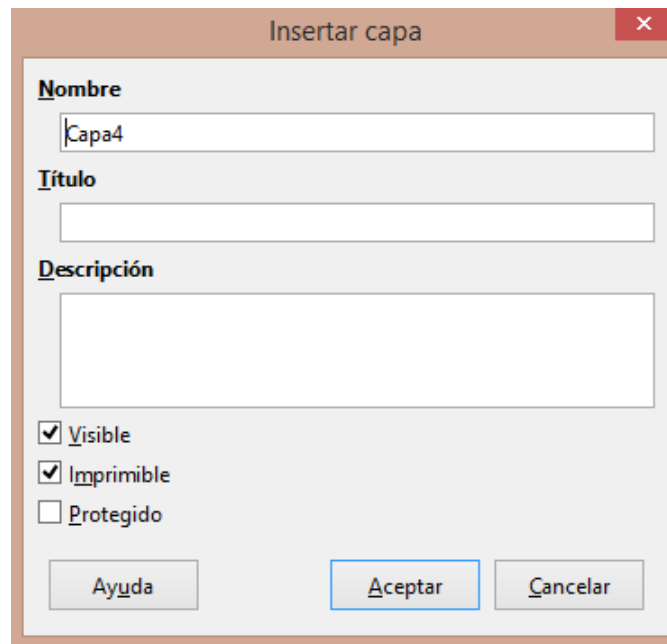 Insertar capa
Nombre
Capa4
Título
Descripción
Visible
Imprimible
Protegido
Ayuda Aceptar Cancelar